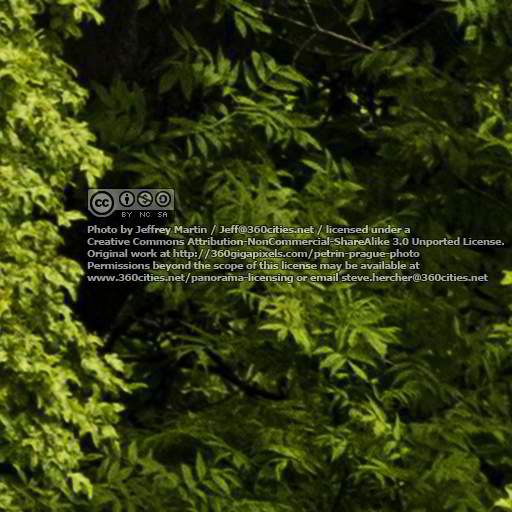 cc BY NC SA
Photo by Jeffrey Martin / Jeff@360cities.net / licensed under a
Creative Commons Attribution-NonCommercial-ShareAlike 3.0 Unported License.
Original work at http://360gigapixels.com/petrin-prague-photo
Permissions beyond the scope of this license may be available at
www.360cities.net/panorama-licensing or email steve.hercher@360cities.net